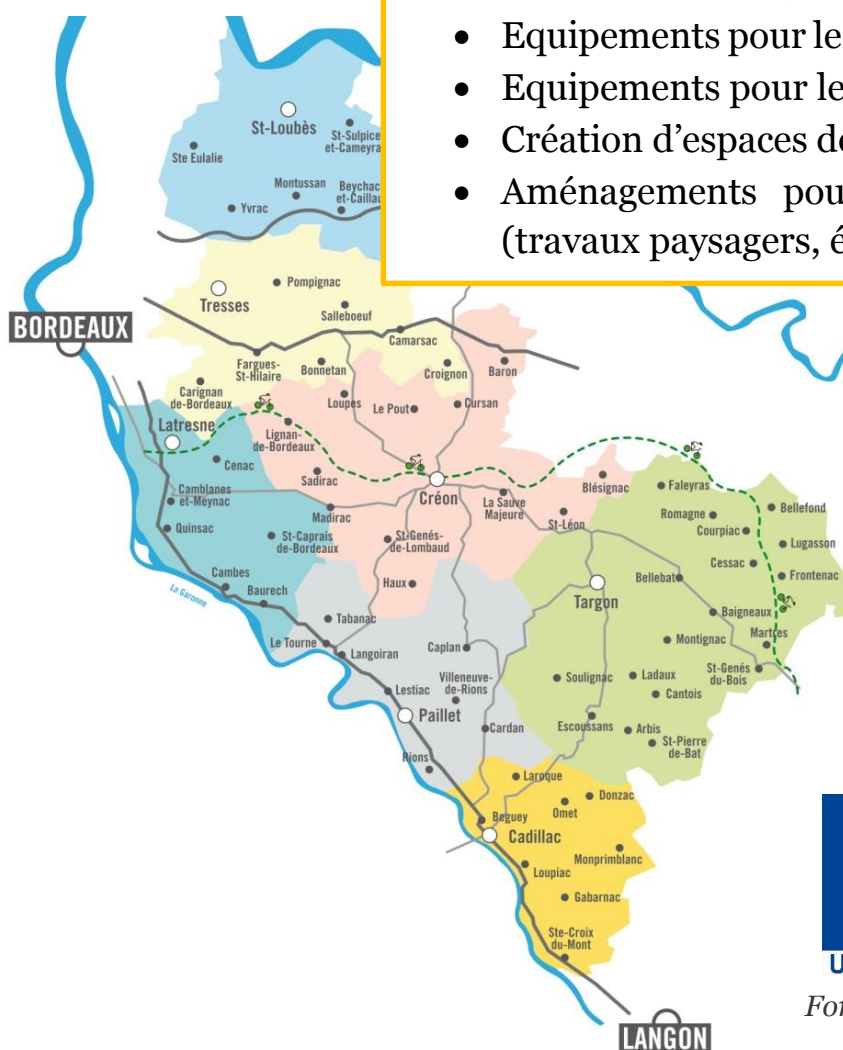 • Equipements pour le
• Equipements pour le
• Création d'espaces de
• Aménagements pou
(travaux paysagers, é
St-Loubès
St-Sulpice
et-Cameyra
Ste Eulalie
Montussan
Beychac
et-Caillau
Yvrac
Pompignac
Tresses
Salleboeuf
BORDEAUX
Camarsac
Fargues-
St-Hilaire
Bonnetan
Croignon
Baron
Carignan
de-Bordeaux
Loupes
Le Pout
Cursan
Latresne
Lignan-
de-Bordeaux
Cenac
Sadirac
Créon
La Sauve
Majeure
Blésignac
Faleyras
Bellefond
Camblanes
et-Meynac
Madirac
St-Léon
Romagne
Courpiac
Quinsac
St-Caprais
de-Bordeaux
St-Genés-
de-Lombaud
Lugasson
Cessac
Frontenac
Cambes
Haux
Bellebat
Targon
La Garonne
Baurech
Tabanac
Baigneaux
Le Tourne
Langoiran
Caplan
Montignac
Martres
St-Genés
du-Bois
Villeneuve-
de-Rions
Soulignac
Ladaux
Lestiac
Cantois
Paillet
Cardan
Escoussans
Arbis
St-Pierre
de-Bat
Rions
Laroque
Donzac
Omet
Beguey
Cadillac
Monprimblanc
Loupiac
Gabarnac
Ste-Croix
du-Mont
U
Fon
LANGON